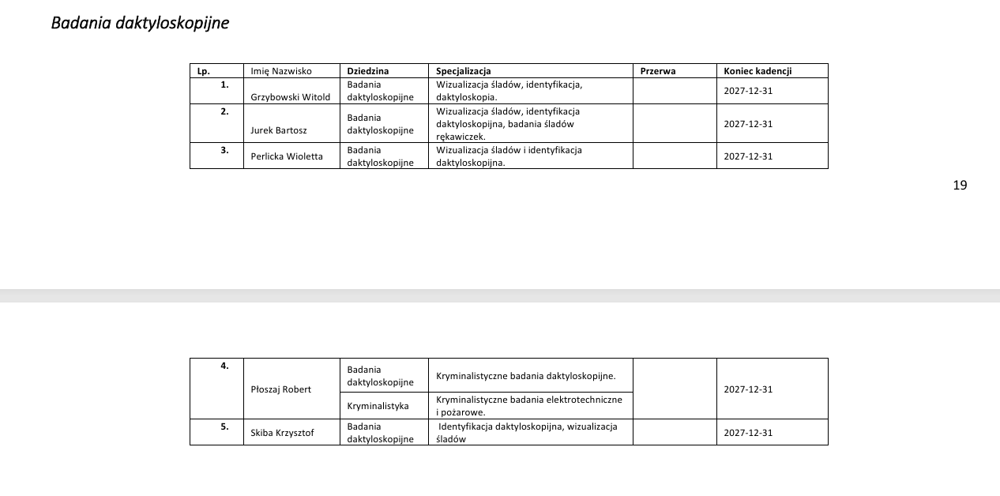 Badania daktyloskopijne
Lp. Imię Nazwisko Dziedzina Specjalizacja Przerwa Koniec kadencji
1. Grzybowski Witold Badania daktyloskopijne Wizualizacja śladów, identyfikacja, daktyloskopia. 2027-12-31
2. Jurek Bartosz Badania daktyloskopijne Wizualizacja śladów, identyfikacja daktyloskopijna, badania śladów rękawiczek. 2027-12-31
3. Perlicka Wioletta Badania daktyloskopijne Wizualizacja śladów i identyfikacja daktyloskopijna. 2027-12-31
19
4. Płoszaj Robert Badania daktyloskopijne Kryminalistyczne badania daktyloskopijne. 2027-12-31
Kryminalistyka Kryminalistyczne badania elektrotechniczne i pożarowe.
5. Skiba Krzysztof Badania daktyloskopijne Identyfikacja daktyloskopijna, wizualizacja śladów 2027-12-31